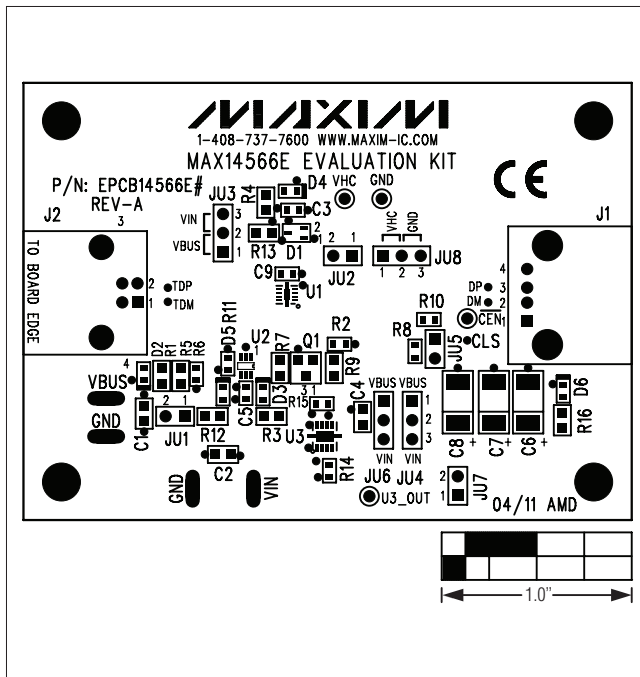 MAXIM
1-408-737-7600 WWW.MAXIM-IC.COM
MAX14566E EVALUATION KIT
P/N: EPCB14566E#
REV-A
D4
VHC
GND
R4
JU3
C3
J2
3
VIN
VBUS
3
2
1
R13
2
1
D1
2 1
JU2
VHC
GND
1 2 3
JU8
J1
TO BOARD EDGE
2
1
TDP
TDM
C9
U1
4
3
DP
DM
2
CEN
1
R10
R11
D5
U2
R7
Q1
R2
R8
JU5
CLS
4
D2
R1
R5
R6
VBUS
GND
C1
2 1
JU1
R12
C5
D3
R3
3 1
R9
R15
U3
C4
VBUS
VBUS
1
2
3
VIN
VIN
JU6
JU4
C8
+
C7
+
C6
+
D6
R16
C2
R14
GND
VIN
U3_OUT
2
1
JU7
04/11 AMD
1.0"